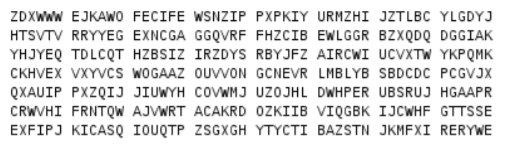 ZDXWWW EJKAWO FECIFE WSNZIP PXPKIY URMZHI JZTLBC YLGDYJ
HTSVTV RRYYEG EXNCGA GGQVRF FHZCIB EWLGGR BZXQDQ DGGIAK
YHJYEQ TDLCQT HZBSIZ IRZDYS RBYJFZ AIRCWI UCVXTW YKPQMK
CKHVEX VXYVCS WOGAAZ OUVVON GCNEVR LMBLYB SBDCDC PCGVJX
QXAUIP PXZQIJ JIUWYH COVWMJ UZOJHL DWHPER UBSRUJ HGAAPR
CRWVHI FRNTQW AJVWRT ACAKRD OZKIIB VIQGBK IJCWHF GTTSSE
EXFIPJ KICASQ IOUQTP ZSGXGH YTYCTI BAZSTN JKMFXI RERYWE